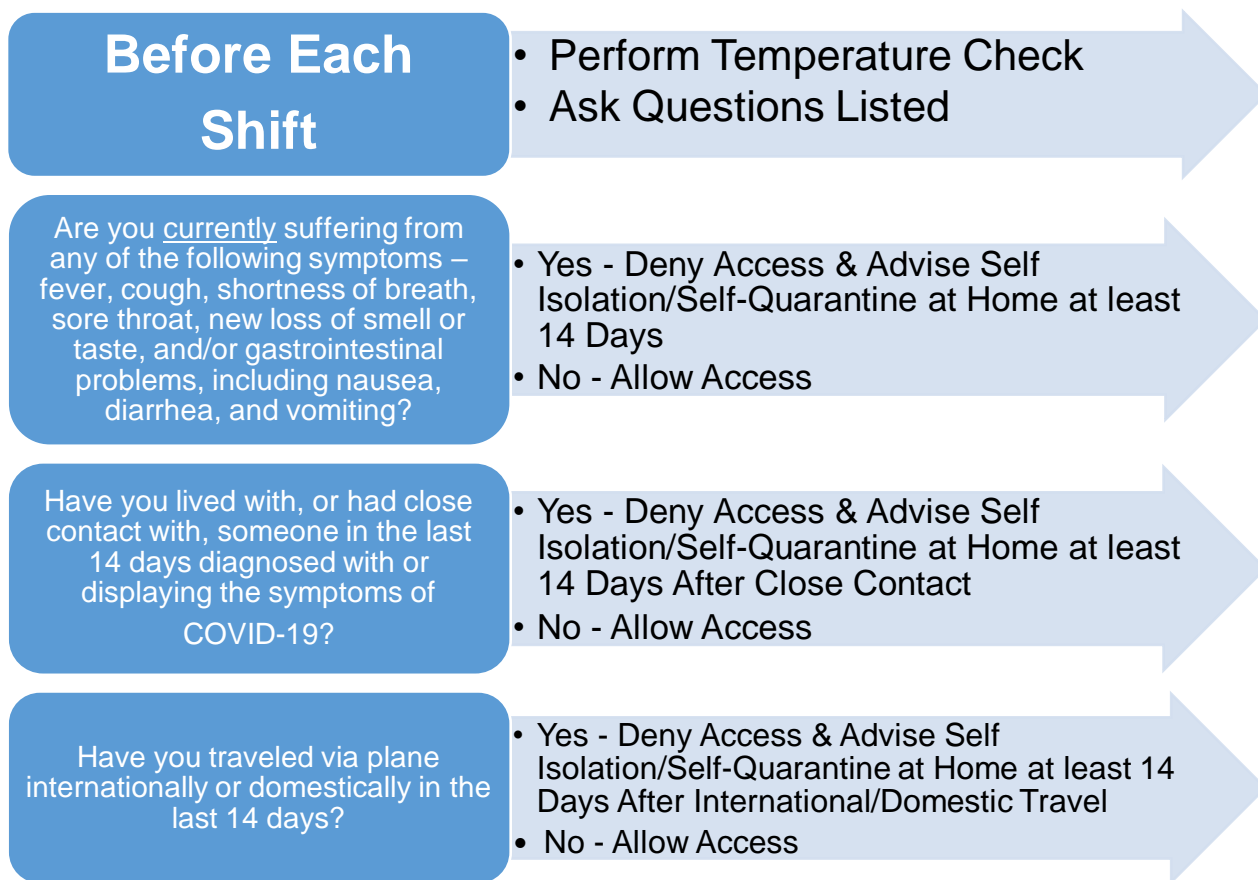 Before Each
Shift
• Perform Temperature Check
• Ask Questions Listed
Are you currently suffering from
any of the following symptoms –
fever, cough, shortness of breath,
sore throat, new loss of smell or
taste, and/or gastrointestinal
problems, including nausea,
diarrhea, and vomiting?
• Yes - Deny Access & Advise Self
Isolation/Self-Quarantine at Home at least
14 Days
• No - Allow Access
Have you lived with, or had close
contact with, someone in the last
14 days diagnosed with or
displaying the symptoms of
COVID-19?
• Yes - Deny Access & Advise Self
Isolation/Self-Quarantine at Home at least
14 Days After Close Contact
• No - Allow Access
Have you traveled via plane
internationally or domestically in the
last 14 days?
• Yes - Deny Access & Advise Self
Isolation/Self-Quarantine at Home at least 14
Days After International/Domestic Travel
• No - Allow Access